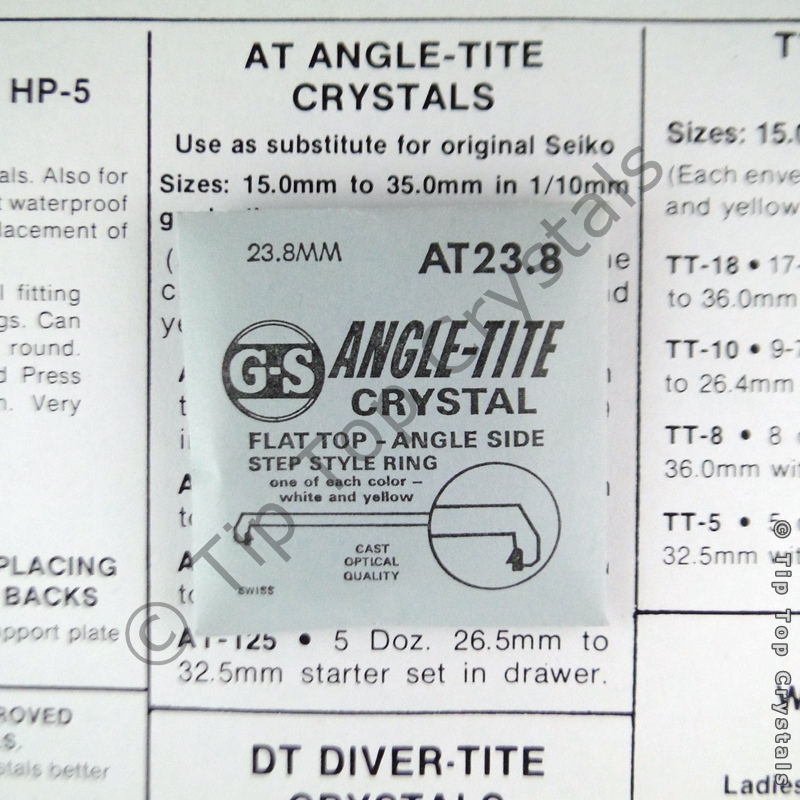 HP-5
als. Also for
waterproof
lacement of
l fitting
gs. Can
round.
d Press
n. Very
PLACING
BACKS
pport plate
ROVED
S.
stals better
AT ANGLE-TITE
CRYSTALS
Use as substitute for original Seiko
Sizes: 15.0mm to 35.0mm in 1/10mm
23.8MM AT23.8
G-S ANGLE-TITE
CRYSTAL
FLAT TOP - ANGLE SIDE
STEP STYLE RING
one of each color -
white and yellow
CAST
OPTICAL
QUALITY
SWISS
AT-125 • 5 Doz. 26.5mm to
32.5mm starter set in drawer.
DT DIVER-TITE
CRYSTALS
Sizes: 15.0
(Each enve
and yellow
TT-18 • 17-
to 36.0mm
TT-10 • 9-7
to 26.4mm
TT-8 • 8
36.0mm wit
TT-5 • 5
32.5mm wit
Ladies
© Tip Top Crystals
© Tip Top Crystals